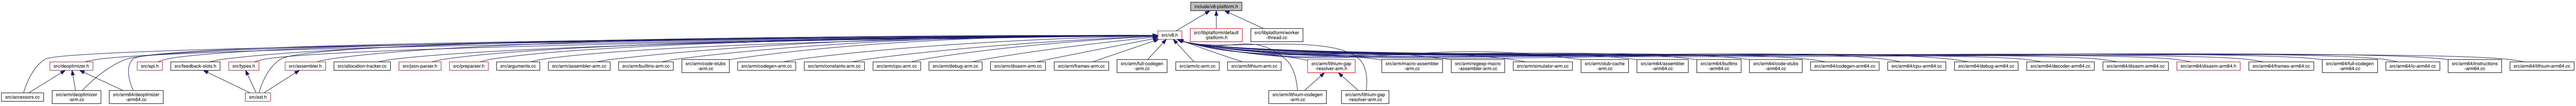 include/v8-platform.h
src/v8.h
src/libplatform/default
-platform.h
src/libplatform/worker
-thread.cc
src/deoptimizer.h
src/api.h
src/feedback-slots.h
src/types.h
src/assembler.h
src/allocation-tracker.cc
src/json-parser.h
src/preparser.h
src/arguments.cc
src/arm/assembler-arm.cc
src/arm/builtins-arm.cc
src/arm/code-stubs
-arm.cc
src/arm/codegen-arm.cc
src/arm/constants-arm.cc
src/arm/cpu-arm.cc
src/arm/debug-arm.cc
src/arm/disasm-arm.cc
src/arm/frames-arm.cc
src/arm/full-codegen
-arm.cc
src/arm/ic-arm.cc
src/arm/lithium-arm.cc
src/arm/lithium-gap
-resolver-arm.h
src/arm/macro-assembler
-arm.cc
src/arm/regexp-macro
-assembler-arm.cc
src/arm/simulator-arm.cc
src/arm/stub-cache
-arm.cc
src/arm64/assembler
-arm64.cc
src/arm64/builtins
-arm64.cc
src/arm64/code-stubs
-arm64.cc
src/arm64/codegen-arm64.cc
src/arm64/cpu-arm64.cc
src/arm64/debug-arm64.cc
src/arm64/decoder-arm64.cc
src/arm64/disasm-arm64.cc
src/arm64/disasm-arm64.h
src/arm64/frames-arm64.cc
src/arm64/full-codegen
-arm64.cc
src/arm64/ic-arm64.cc
src/arm64/instructions
-arm64.cc
src/arm64/lithium-arm64.cc
src/accessors.cc
src/arm/deoptimizer
-arm.cc
src/arm64/deoptimizer
-arm64.cc
src/ast.h
src/arm/lithium-codegen
-arm.cc
src/arm/lithium-gap
-resolver-arm.cc